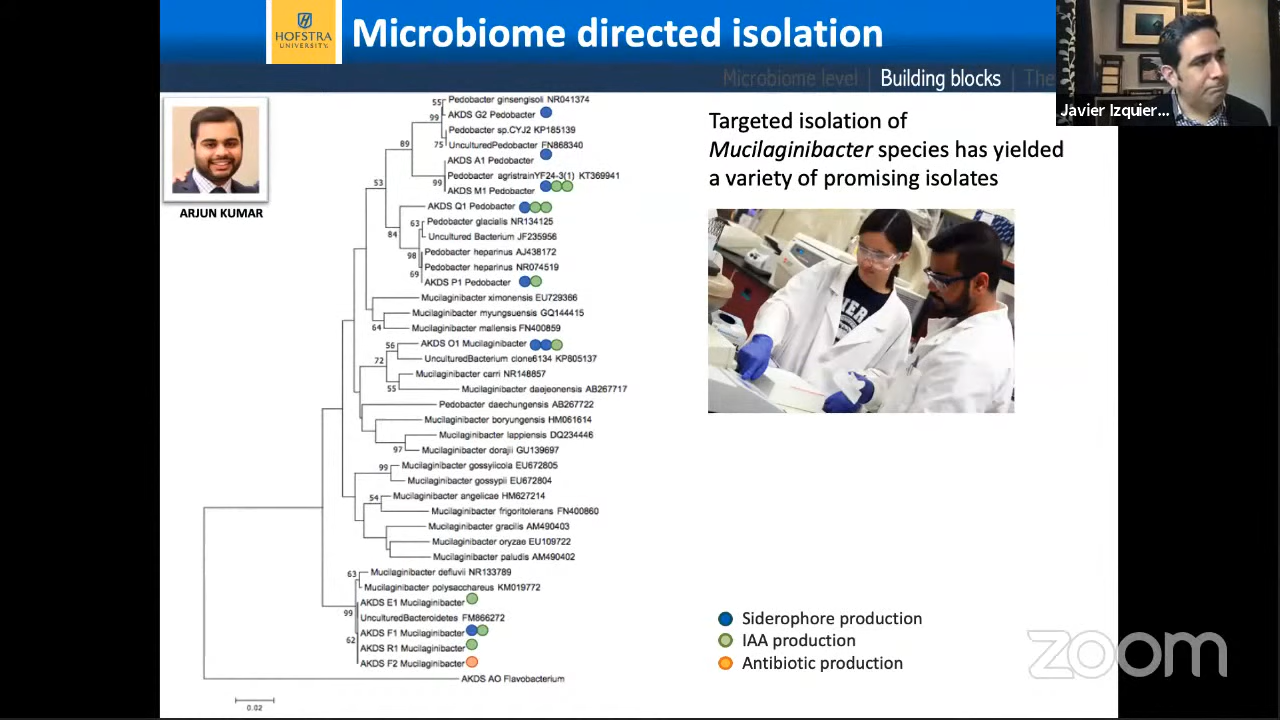 HOFSTRA
UNIVERSITY.
Microbiome directed isolation
Microbiome level | Building blocks | The
Javier Izquier...
ARJUN KUMAR
Targeted isolation of
Mucilaginibacter species has yielded
a variety of promising isolates
55
Pedobacter ginsengisoli NR041374
99
AKDS G2 Pedobacter
Pedobacter sp.CYJ2 KP185139
89
75
UnculturedPedobacter FN868340
AKDS A1 Pedobacter
Pedobacter agristrainYF24-3(1) KT369941
53
99
AKDS M1 Pedobacter
AKDS Q1 Pedobacter
63
Pedobacter glacialis NR134125
84
Uncultured Bacterium JF235956
98
Pedobacter heparinus AJ438172
Pedobacter heparinus NR074519
69
AKDS P1 Pedobacter
Mucilaginibacter ximonensis EU729366
Mucilaginibacter myungsuensis GQ144415
64
Mucilaginibacter mallensis FN400859
56
AKDS O1 Mucilaginibacter
72
UnculturedBacterium clone6134 KP805137
Mucilaginibacter carri NR148857
55
Mucilaginibacter daejeonensis AB267717
Pedobacter daechungensis AB267722
Mucilaginibacter boryungensis HM061614
Mucilaginibacter lappiensis DQ234446
97
Mucilaginibacter dorajii GU139697
99
Mucilaginibacter gossyiicola EU672805
Mucilaginibacter gossypii EU672804
54
Mucilaginibacter angelicae HM627214
Mucilaginibacter frigoritolerans FN400860
Mucilaginibacter gracilis AM490403
Mucilaginibacter oryzae EU109722
Mucilaginibacter paludis AM490402
63
Mucilaginibacter defluvii NR133789
Mucilaginibacter polysacchareus KM019772
AKDS E1 Mucilaginibacter
99
UnculturedBacteroidetes FM866272
62
AKDS F1 Mucilaginibacter
AKDS R1 Mucilaginibacter
AKDS F2 Mucilaginibacter
AKDS AO Flavobacterium
0.02
Siderophore production
IAA production
Antibiotic production
zoom